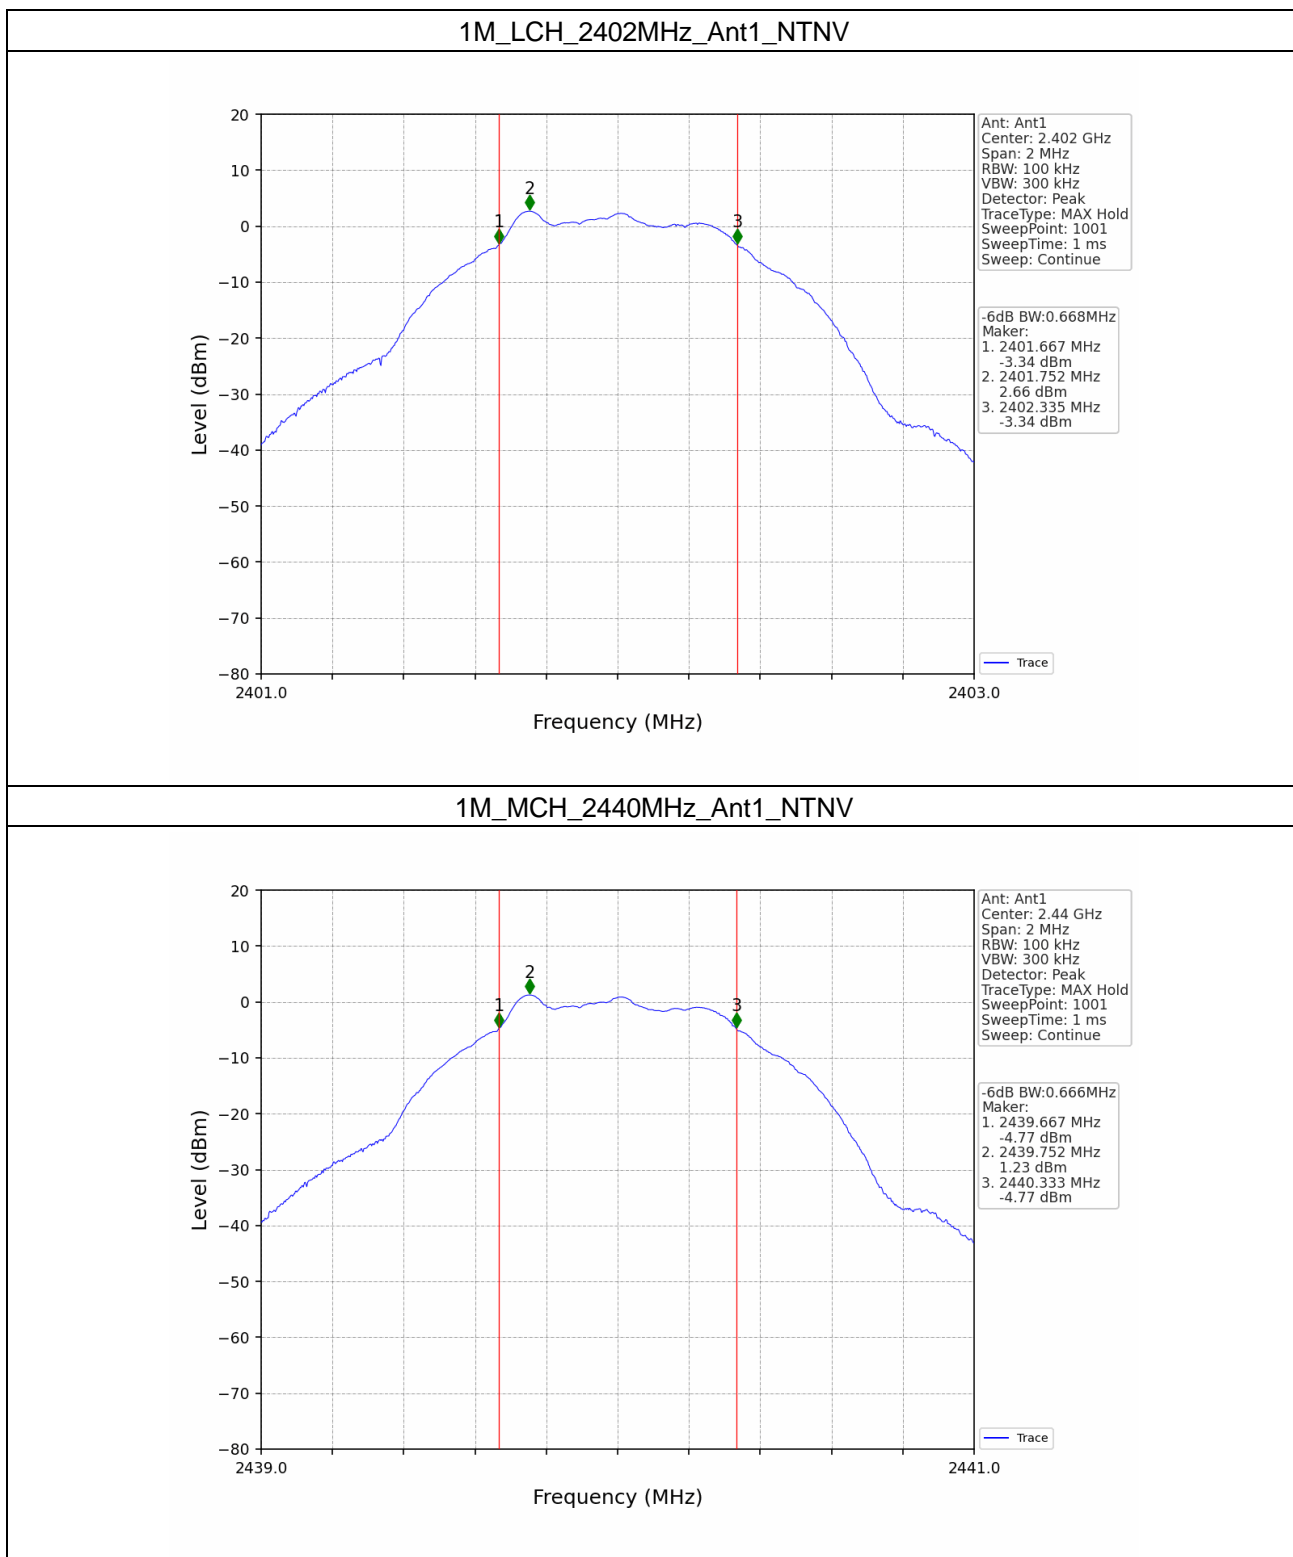 1M_LCH_2402MHz_Ant1_NTNV
20
10
0
−10
−20
−30
−40
−50
−60
−70
−80
Level (dBm)
1
2
3
2401.0
2403.0
Frequency (MHz)
Ant: Ant1
Center: 2.402 GHz
Span: 2 MHz
RBW: 100 kHz
VBW: 300 kHz
Detector: Peak
TraceType: MAX Hold
SweepPoint: 1001
SweepTime: 1 ms
Sweep: Continue
-6dB BW:0.668MHz
Maker:
1. 2401.667 MHz
-3.34 dBm
2. 2401.752 MHz
2.66 dBm
3. 2402.335 MHz
-3.34 dBm
Trace
1M_MCH_2440MHz_Ant1_NTNV
20
10
0
−10
−20
−30
−40
−50
−60
−70
−80
Level (dBm)
1
2
3
2439.0
2441.0
Frequency (MHz)
Ant: Ant1
Center: 2.44 GHz
Span: 2 MHz
RBW: 100 kHz
VBW: 300 kHz
Detector: Peak
TraceType: MAX Hold
SweepPoint: 1001
SweepTime: 1 ms
Sweep: Continue
-6dB BW:0.666MHz
Maker:
1. 2439.667 MHz
-4.77 dBm
2. 2439.752 MHz
1.23 dBm
3. 2440.333 MHz
-4.77 dBm
Trace